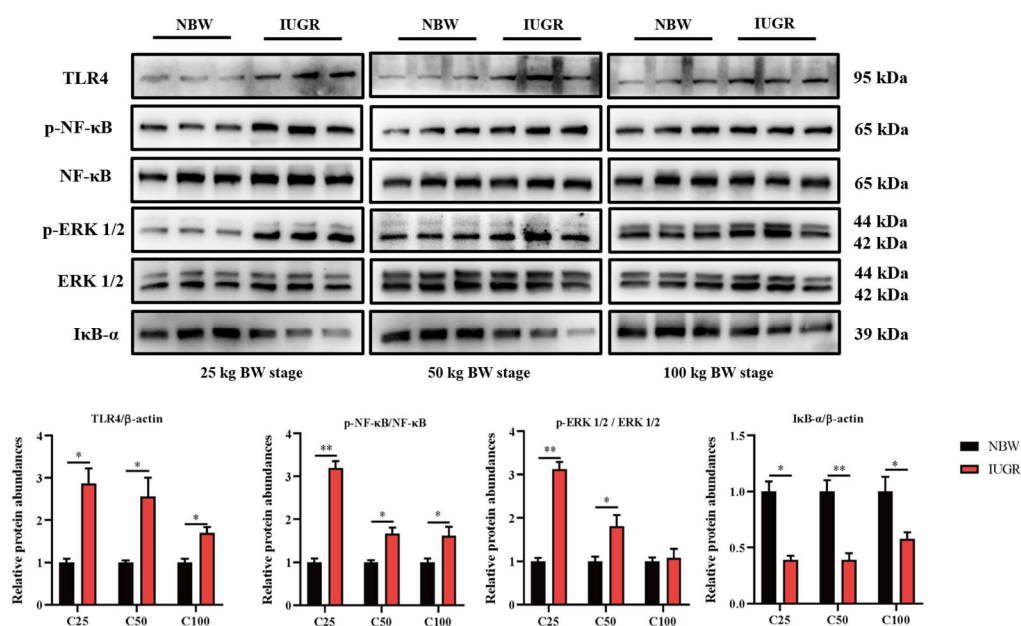 NBW IUGR NBW IUGR NBW IUGR
TLR4 95 kDa
p-NF-κB 65 kDa
NF-κB 65 kDa
p-ERK 1/2 44 kDa
42 kDa
ERK 1/2 44 kDa
42 kDa
IκB-α 39 kDa
25 kg BW stage 50 kg BW stage 100 kg BW stage
TLR4/β-actin
Relative protein abundances
4
3
2
1
0
* * *
C25 C50 C100
p-NF-κB/NF-κB
Relative protein abundances
4
3
2
1
0
** * *
C25 C50 C100
p-ERK 1/2 / ERK 1/2
Relative protein abundances
4
3
2
1
0
** *
C25 C50 C100
IκB-α/β-actin
Relative protein abundances
1.5
1.0
0.5
0.0
* ** *
C25 C50 C100
NBW
IUGR